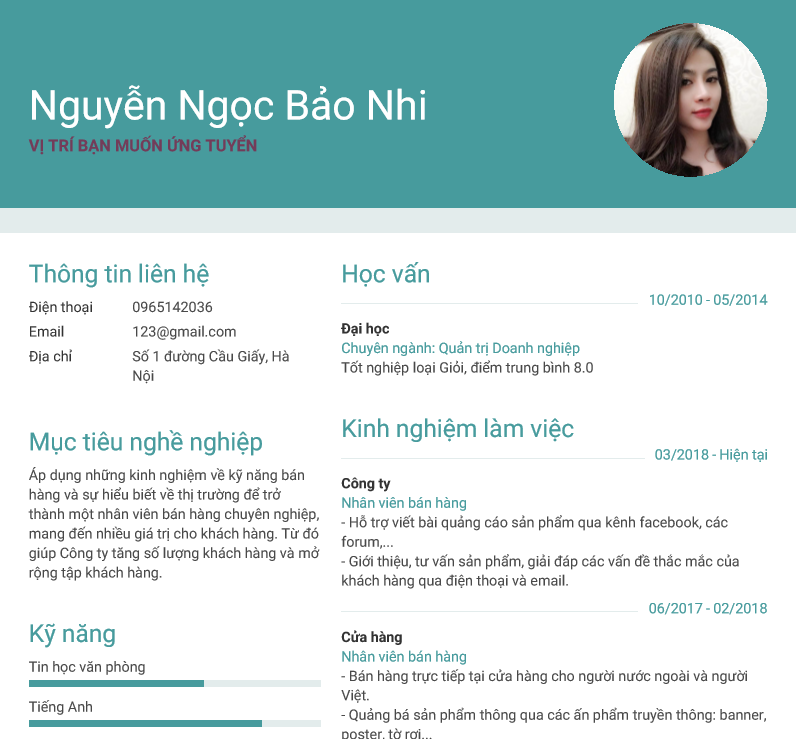 Nguyễn Ngọc Bảo Nhi
VỊ TRÍ BẠN MUỐN ỨNG TUYỂN
Thông tin liên hệ
Điện thoại 0965142036
Email 123@gmail.com
Địa chỉ Số 1 đường Cầu Giấy, Hà
Nội
Mục tiêu nghề nghiệp
Áp dụng những kinh nghiệm về kỹ năng bán
hàng và sự hiểu biết về thị trường để trở
thành một nhân viên bán hàng chuyên nghiệp,
mang đến nhiều giá trị cho khách hàng. Từ đó
giúp Công ty tăng số lượng khách hàng và mở
rộng tập khách hàng.
Kỹ năng
Tin học văn phòng
Tiếng Anh
Học vấn
10/2010 - 05/2014
Đại học
Chuyên ngành: Quản trị Doanh nghiệp
Tốt nghiệp loại Giỏi, điểm trung bình 8.0
Kinh nghiệm làm việc
03/2018 - Hiện tại
Công ty
Nhân viên bán hàng
- Hỗ trợ viết bài quảng cáo sản phẩm qua kênh facebook, các
forum,...
- Giới thiệu, tư vấn sản phẩm, giải đáp các vấn đề thắc mắc của
khách hàng qua điện thoại và email.
06/2017 - 02/2018
Cửa hàng
Nhân viên bán hàng
- Bán hàng trực tiếp tại cửa hàng cho người nước ngoài và người
Việt.
- Quảng bá sản phẩm thông qua các ấn phẩm truyền thông: banner,
poster, tờ rơi...